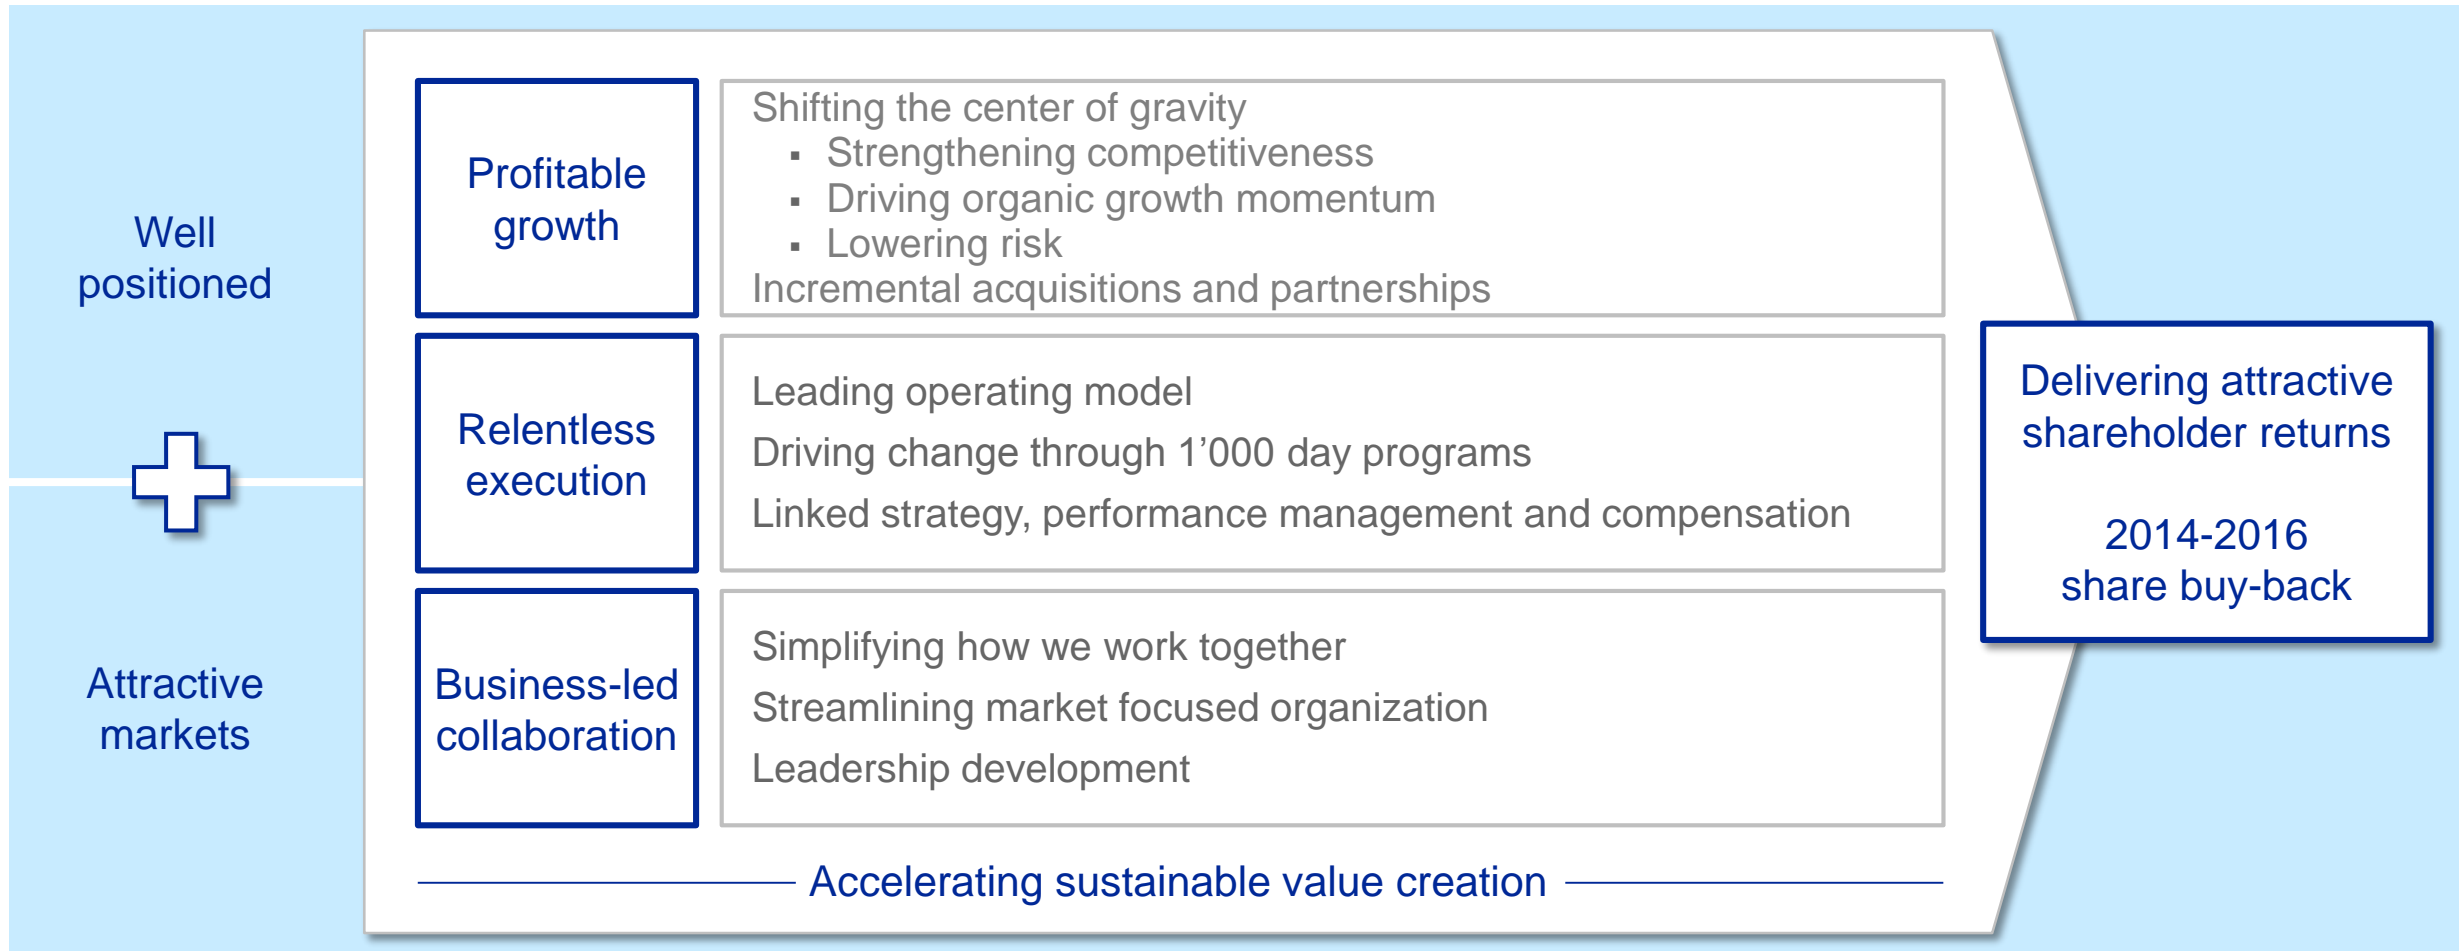 Well
positioned
Attractive
markets
Profitable
growth
Shifting the center of gravity
▪ Strengthening competitiveness
▪ Driving organic growth momentum
▪ Lowering risk
Incremental acquisitions and partnerships
Relentless
execution
Leading operating model
Driving change through 1’000 day programs
Linked strategy, performance management and compensation
Business-led
collaboration
Simplifying how we work together
Streamlining market focused organization
Leadership development
Accelerating sustainable value creation
Delivering attractive
shareholder returns
2014-2016
share buy-back